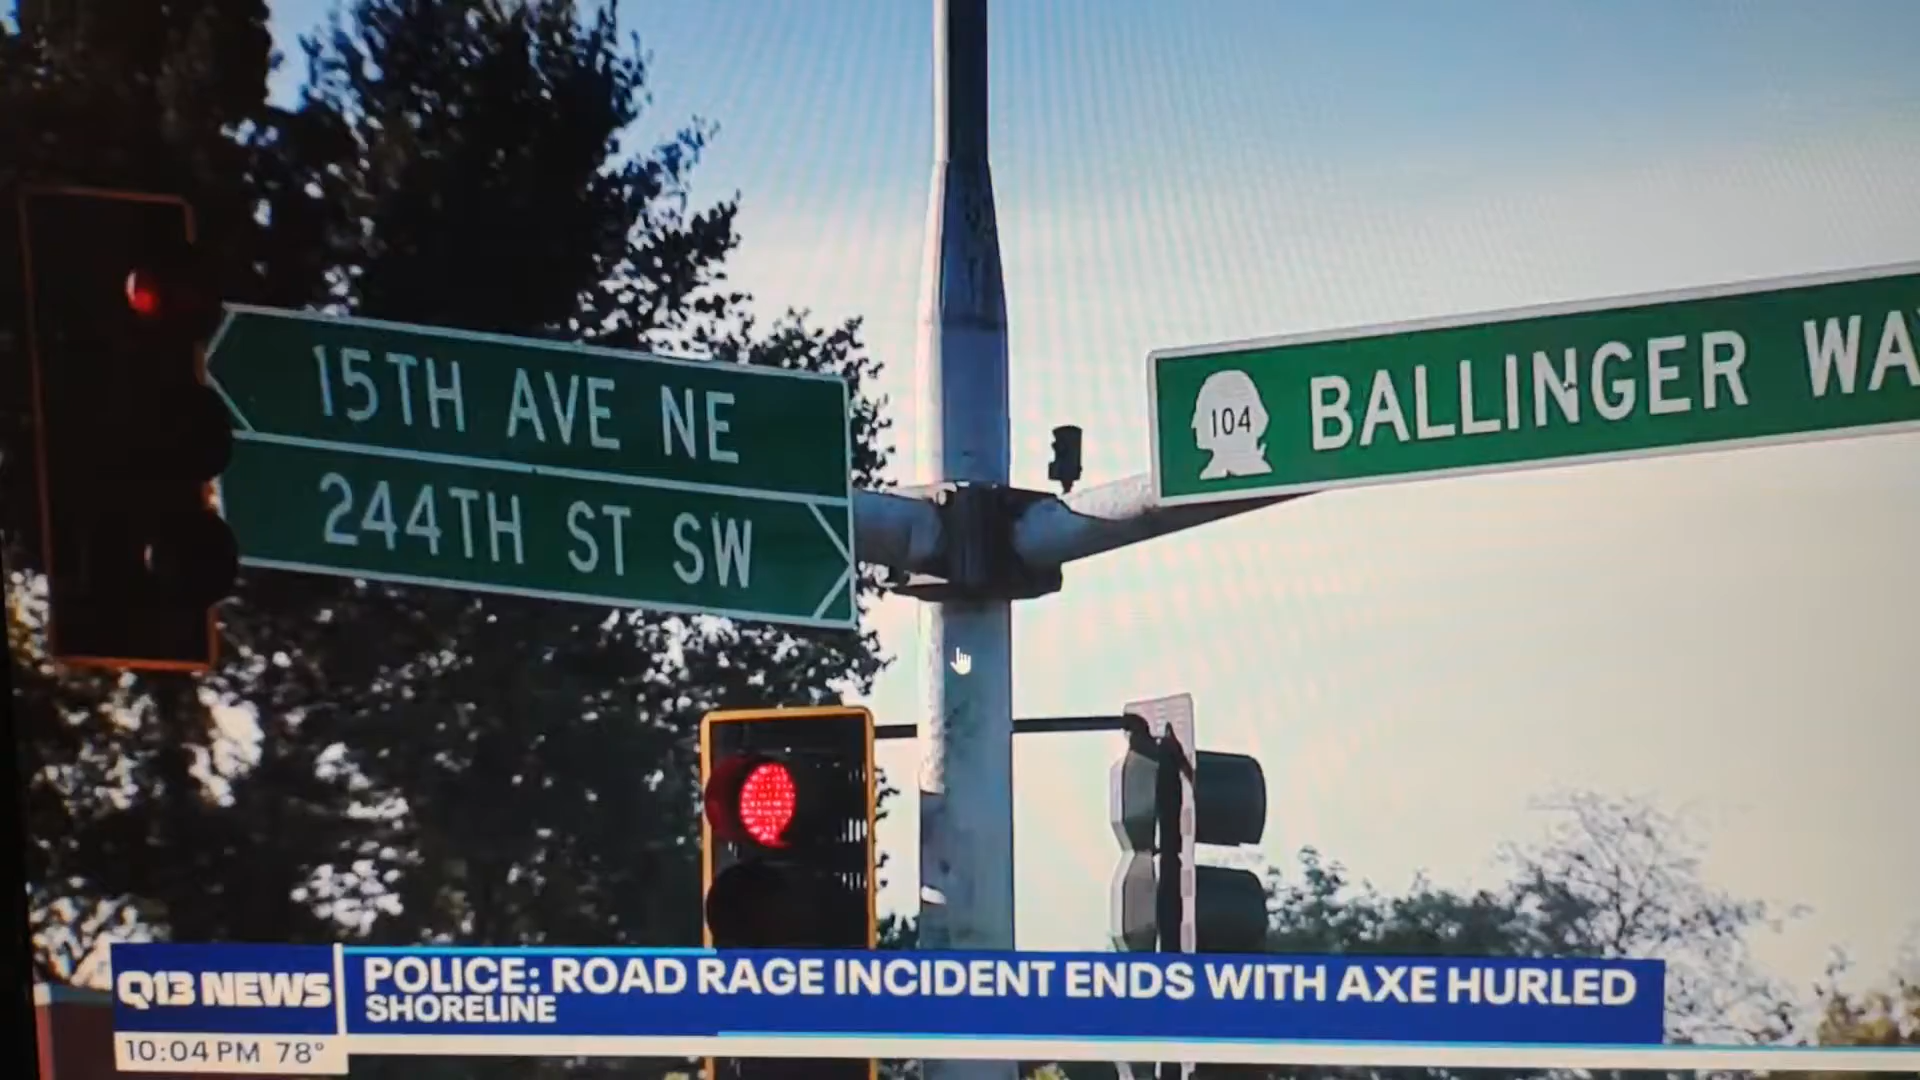 15TH AVE NE
244TH ST SW
104 BALLINGER WA
Q13 NEWS
POLICE: ROAD RAGE INCIDENT ENDS WITH AXE HURLED
SHORELINE
10:04 PM 78°